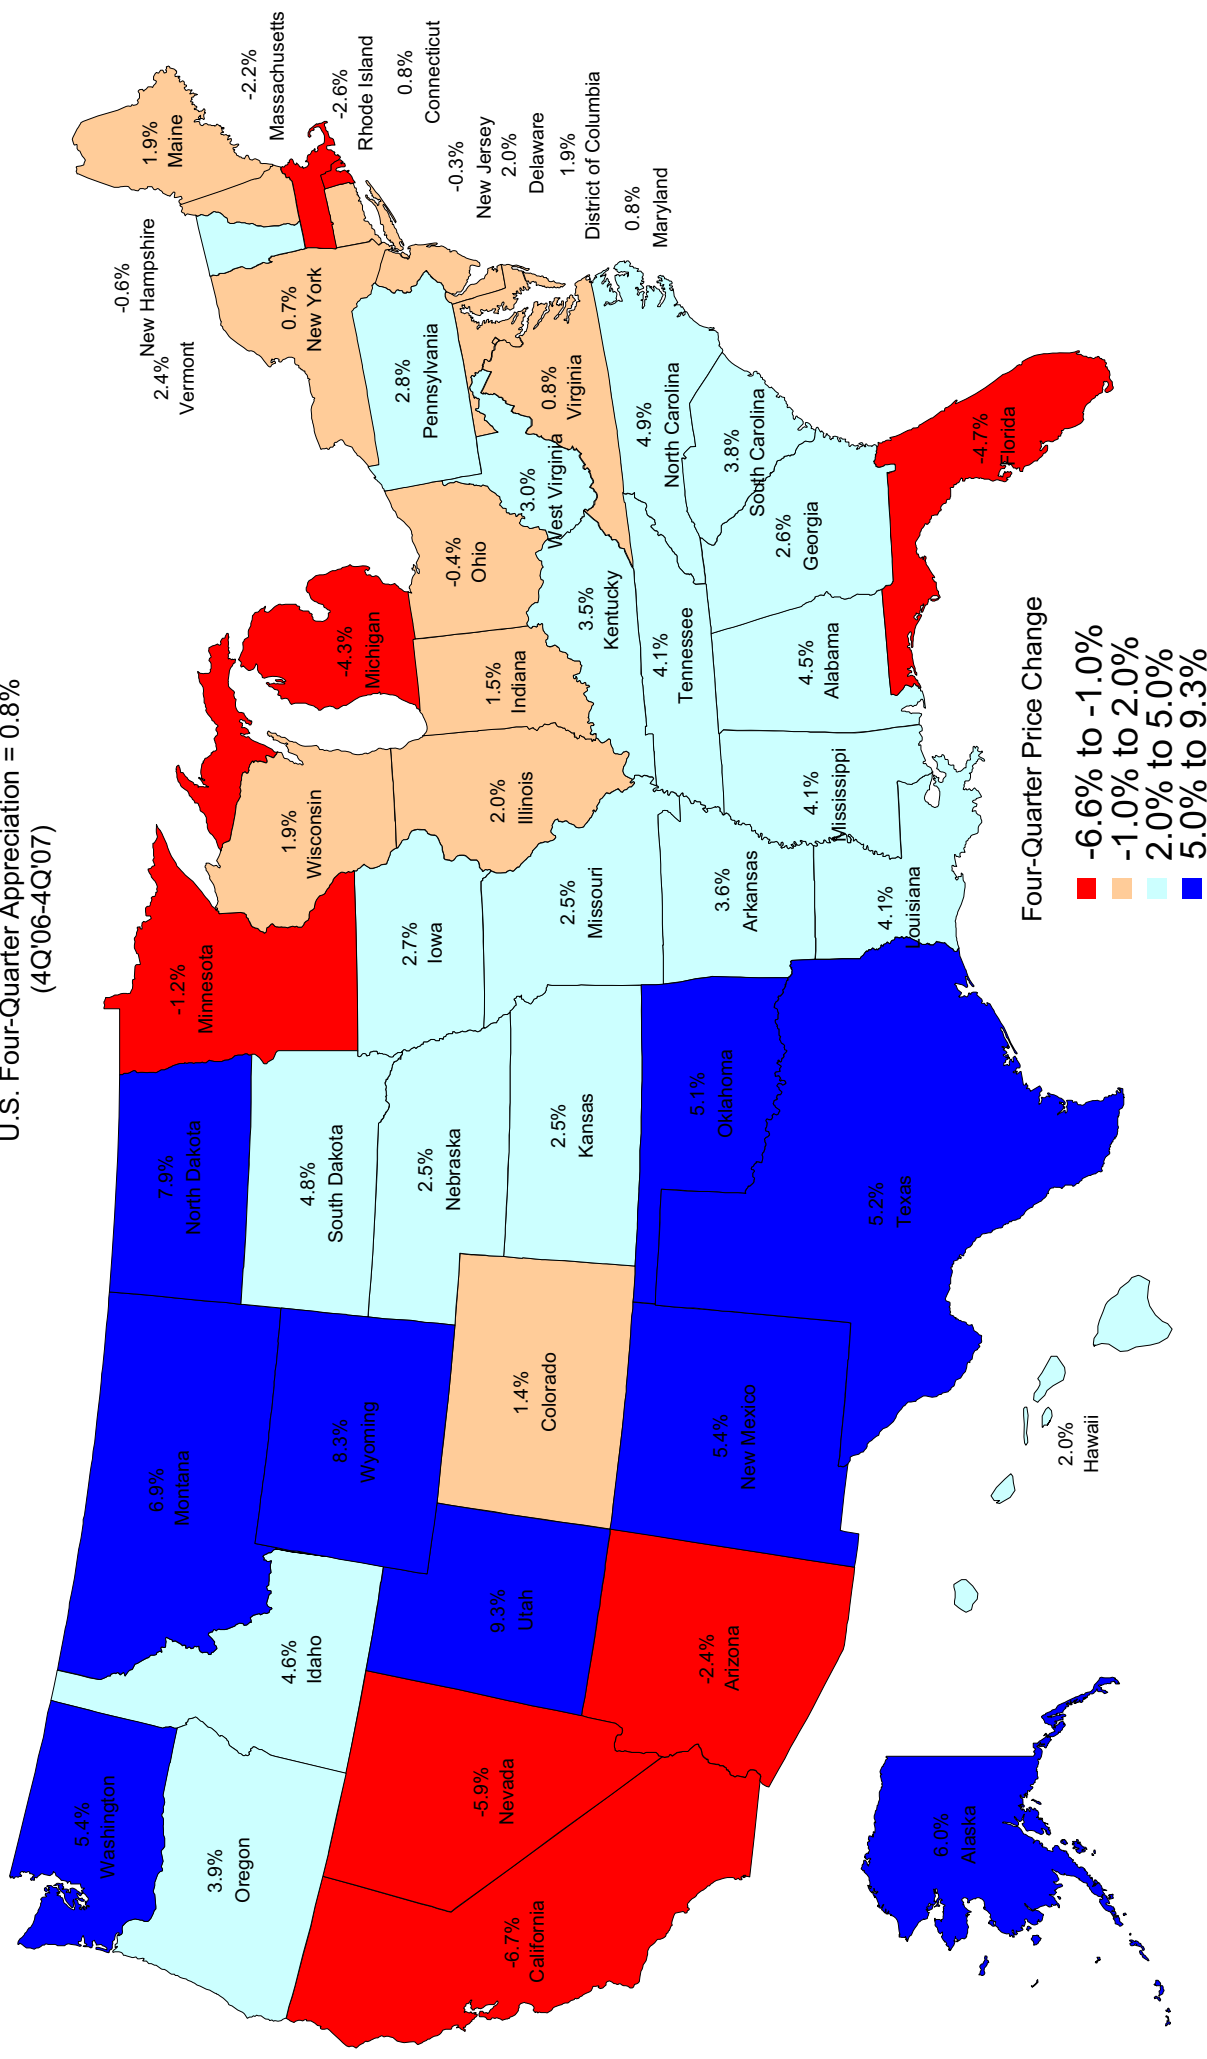 U.S. Four-Quarter Appreciation = 0.8%
(4Q'06-4Q'07)
5.4%
Washington
3.9%
Oregon
-6.7%
California
-5.9%
Nevada
4.6%
Idaho
6.9%
Montana
8.3%
Wyoming
9.3%
Utah
-2.4%
Arizona
1.4%
Colorado
5.4%
New Mexico
7.9%
North Dakota
4.8%
South Dakota
2.5%
Nebraska
2.5%
Kansas
5.1%
Oklahoma
5.2%
Texas
-1.2%
Minnesota
2.7%
Iowa
2.5%
Missouri
3.6%
Arkansas
4.1%
Louisiana
1.9%
Wisconsin
2.0%
Illinois
-4.3%
Michigan
1.5%
Indiana
-0.4%
Ohio
3.5%
Kentucky
4.1%
Tennessee
4.1%
Mississippi
4.5%
Alabama
2.6%
Georgia
-4.7%
Florida
3.8%
South Carolina
4.9%
North Carolina
0.8%
Virginia
3.0%
West Virginia
2.8%
Pennsylvania
0.7%
New York
2.4%
Vermont
-0.6%
New Hampshire
1.9%
Maine
-2.2%
Massachusetts
-2.6%
Rhode Island
0.8%
Connecticut
-0.3%
New Jersey
2.0%
Delaware
1.9%
District of Columbia
0.8%
Maryland
6.0%
Alaska
2.0%
Hawaii
Four-Quarter Price Change
-6.6% to -1.0%
-1.0% to 2.0%
2.0% to 5.0%
5.0% to 9.3%